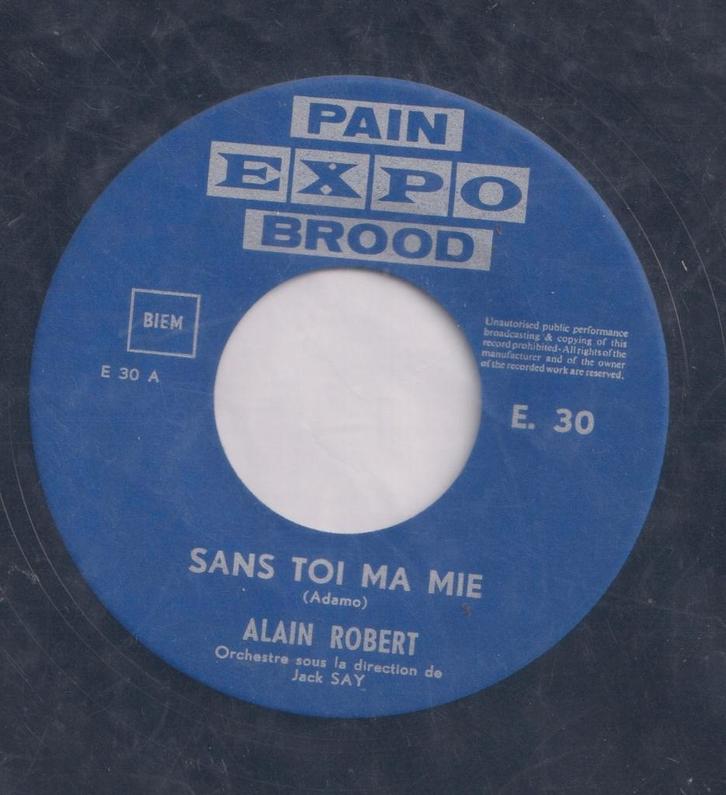 PAIN
EXPO
BROOD
BIEM
E 30 A
Unauthorised public performance
broadcasting & copying of this
record prohibited-All rights of the
manufacturer and of the owner
of the recorded work are reserved.
E. 30
SANS TOI MA MIE
(Adamo)
ALAIN ROBERT
Orchestre sous la direction de
Jack SAY